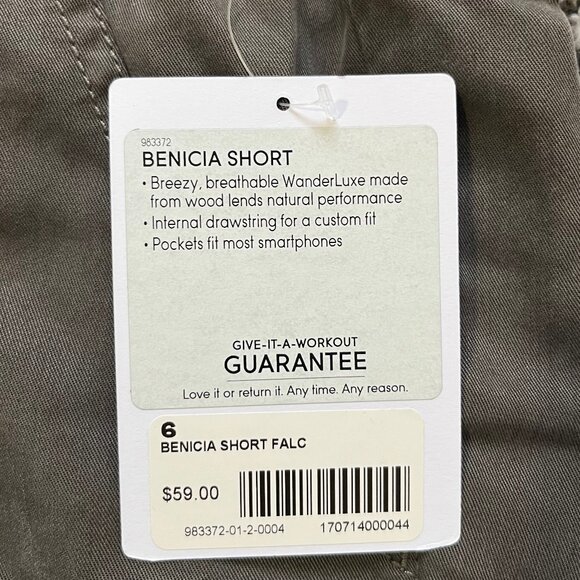 983372
BENICIA SHORT
• Breezy, breathable WanderLuxe made
from wood lends natural performance
• Internal drawstring for a custom fit
• Pockets fit most smartphones
GIVE-IT-A-WORKOUT
GUARANTEE
Love it or return it. Any time. Any reason.
6
BENICIA SHORT FALC
$59.00
983372-01-2-0004 170714000044